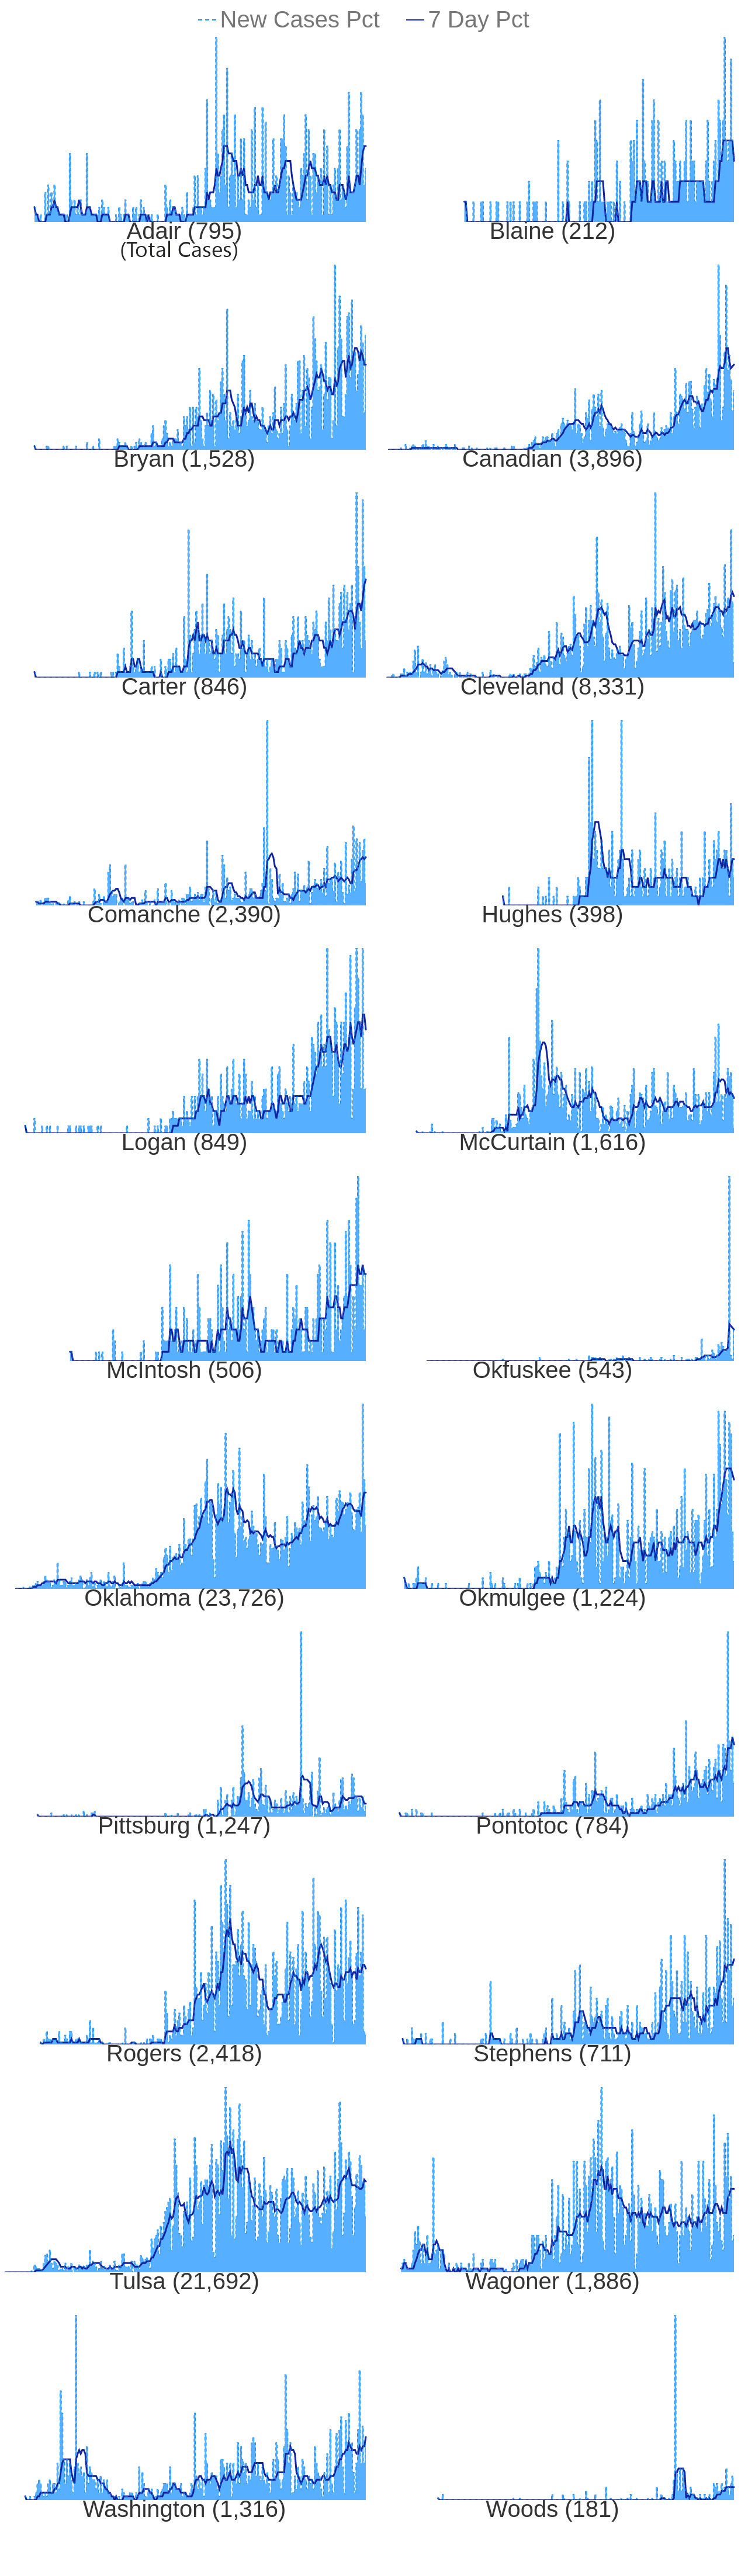 New Cases Pct 7 Day Pct
Adair (795) Blaine (212)
(Total Cases)
Bryan (1,528) Canadian (3,896)
Carter (846) Cleveland (8,331)
Comanche (2,390) Hughes (398)
Logan (849) McCurtain (1,616)
McIntosh (506) Okfuskee (543)
Oklahoma (23,726) Okmulgee (1,224)
Pittsburg (1,247) Pontotoc (784)
Rogers (2,418) Stephens (711)
Tulsa (21,692) Wagoner (1,886)
Washington (1,316) Woods (181)